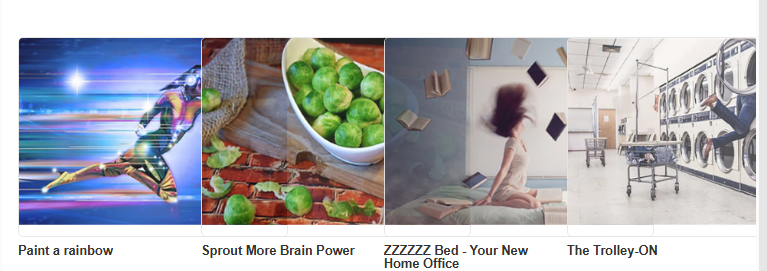 Paint a rainbow
Sprout More Brain Power
ZZZZZZ Bed - Your New
Home Office
The Trolley-ON